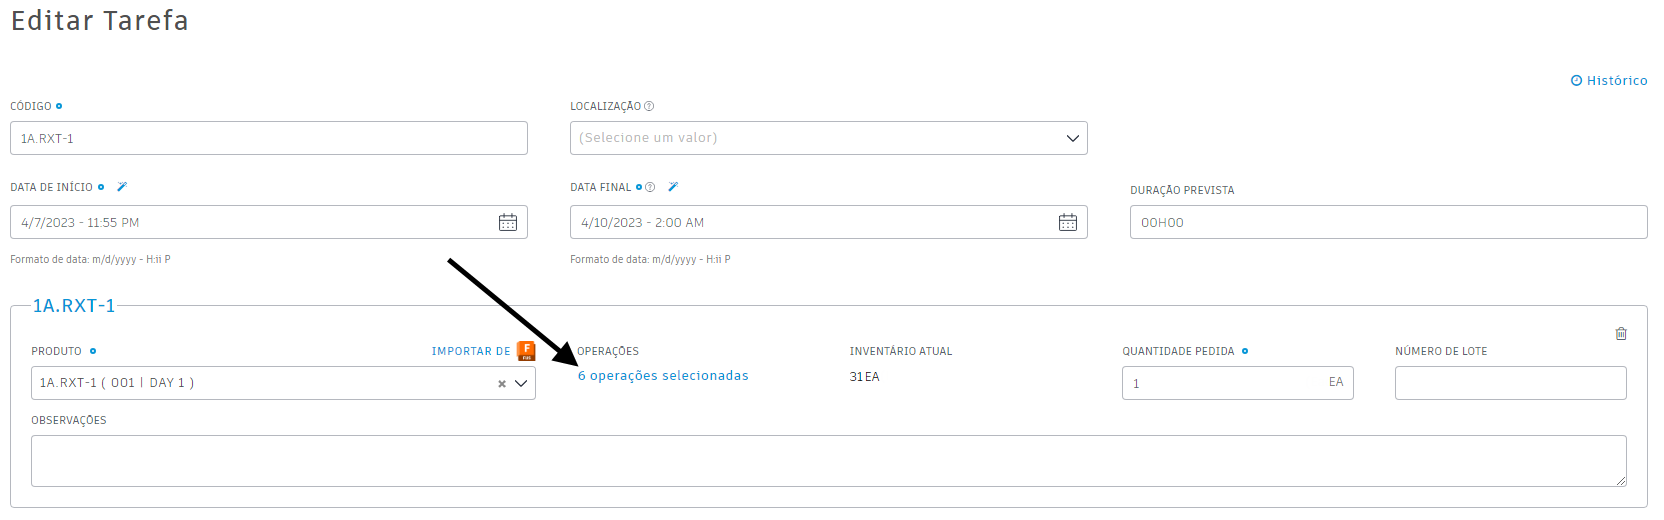 Editar Tarefa
Histórico
CÓDIGO
LOCALIZAÇÃO
1A.RXT-1
(Selecione um valor)
DATA DE INÍCIO
DATA FINAL
DURAÇÃO PREVISTA
4/7/2023 - 11:55 PM
4/10/2023 - 2:00 AM
00H00
Formato de data: m/d/yyyy - H:ii P
Formato de data: m/d/yyyy - H:ii P
1A.RXT-1
PRODUTO
IMPORTAR DE
F
OPERAÇÕES
INVENTÁRIO ATUAL
QUANTIDADE PEDIDA
NÚMERO DE LOTE
1A.RXT-1 ( 001 | DAY 1 )
6 operações selecionadas
31 EA
1
EA
OBSERVAÇÕES